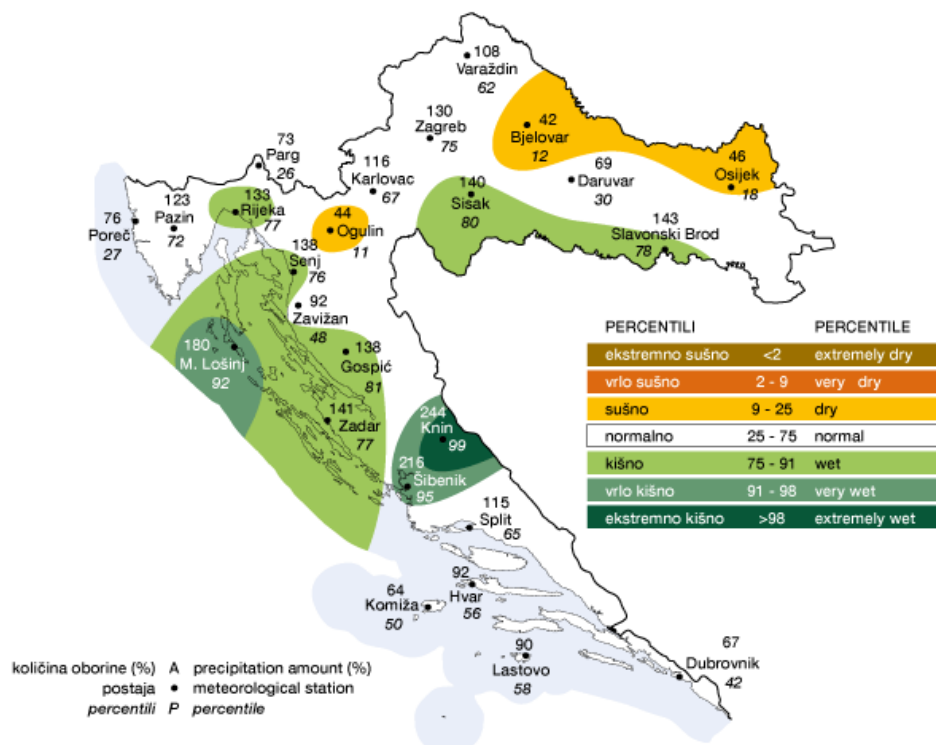 108
Varaždin
62
130
Zagreb
75
42
Bjelovar
12
73
Parg
26
116
Karlovac
67
69
Daruvar
30
46
Osijek
18
133
Rijeka
77
123
Pazin
72
76
Poreč
27
44
Ogulin
11
140
Sisak
80
143
Slavonski Brod
78
138
Senj
76
92
Zavižan
48
180
M. Lošinj
92
138
Gospić
81
141
Zadar
77
244
Knin
99
216
Šibenik
95
115
Split
65
92
Hvar
56
64
Komiža
50
90
Lastovo
58
67
Dubrovnik
42
PERCENTILI PERCENTILE
ekstremno sušno <2 extremely dry
vrlo sušno 2 - 9 very dry
sušno 9 - 25 dry
normalno 25 - 75 normal
kišno 75 - 91 wet
vrlo kišno 91 - 98 very wet
ekstremno kišno >98 extremely wet
količina oborine (%) A precipitation amount (%)
postaja • meteorological station
percentili P percentile